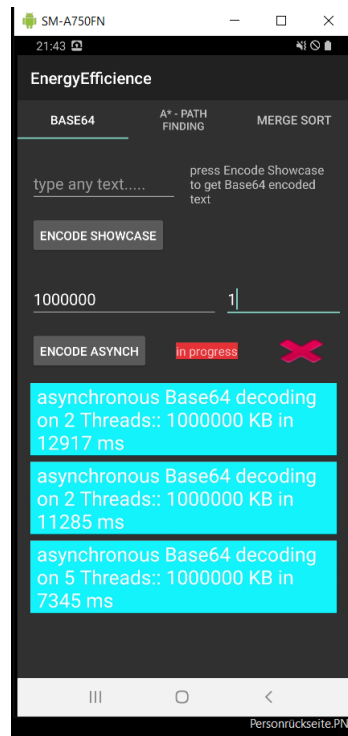 SM-A750FN
21:43
EnergyEfficience
BASE64
A* - PATH
FINDING
MERGE SORT
type any text.....
press Encode Showcase
to get Base64 encoded
text
ENCODE SHOWCASE
1000000
1
ENCODE ASYNCH
in progress
asynchronous Base64 decoding
on 2 Threads:: 1000000 KB in
12917 ms
asynchronous Base64 decoding
on 2 Threads:: 1000000 KB in
11285 ms
asynchronous Base64 decoding
on 5 Threads:: 1000000 KB in
7345 ms
Personrückseite.PN